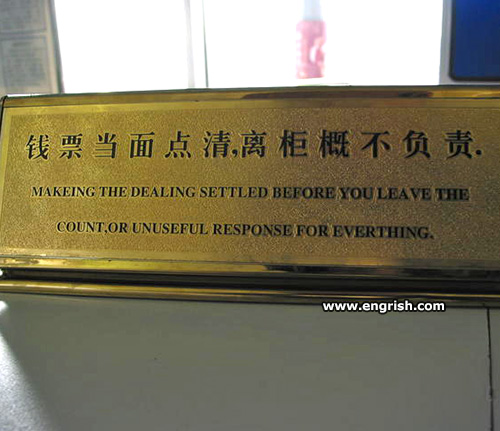 钱票当面点清,离柜概不负责.
MAKEING THE DEALING SETTLED BEFORE YOU LEAVE THE
COUNT,OR UNUSEFUL RESPONSE FOR EVERTHING.
www.engrish.com